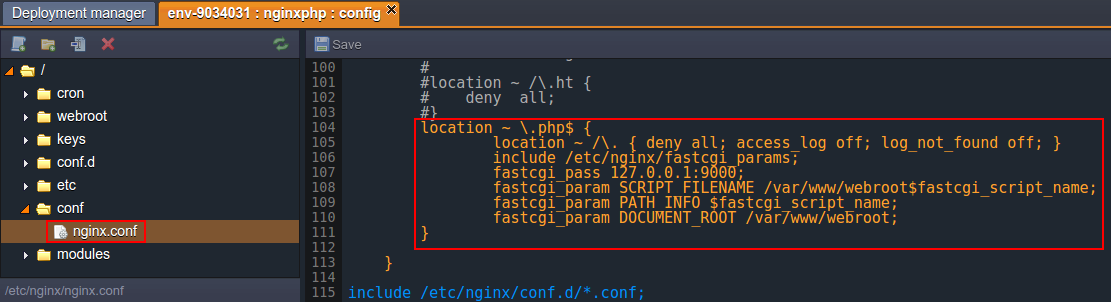 Deployment manager
env-9034031 : nginxphp : config
Save
/
cron
webroot
keys
conf.d
etc
conf
nginx.conf
modules
/etc/nginx/nginx.conf
100 #
101 #location ~ /\.ht {
102 #    deny  all;
103 #}
104 location ~ \.php$ {
105 location ~ /\. { deny all; access_log off; log_not_found off; }
106 include /etc/nginx/fastcgi_params;
107 fastcgi_pass 127.0.0.1:9000;
108 fastcgi_param SCRIPT_FILENAME /var/www/webroot$fastcgi_script_name;
109 fastcgi_param PATH_INFO $fastcgi_script_name;
110 fastcgi_param DOCUMENT_ROOT /var/www/webroot;
111 }
112
113 }
114
115 include /etc/nginx/conf.d/*.conf;